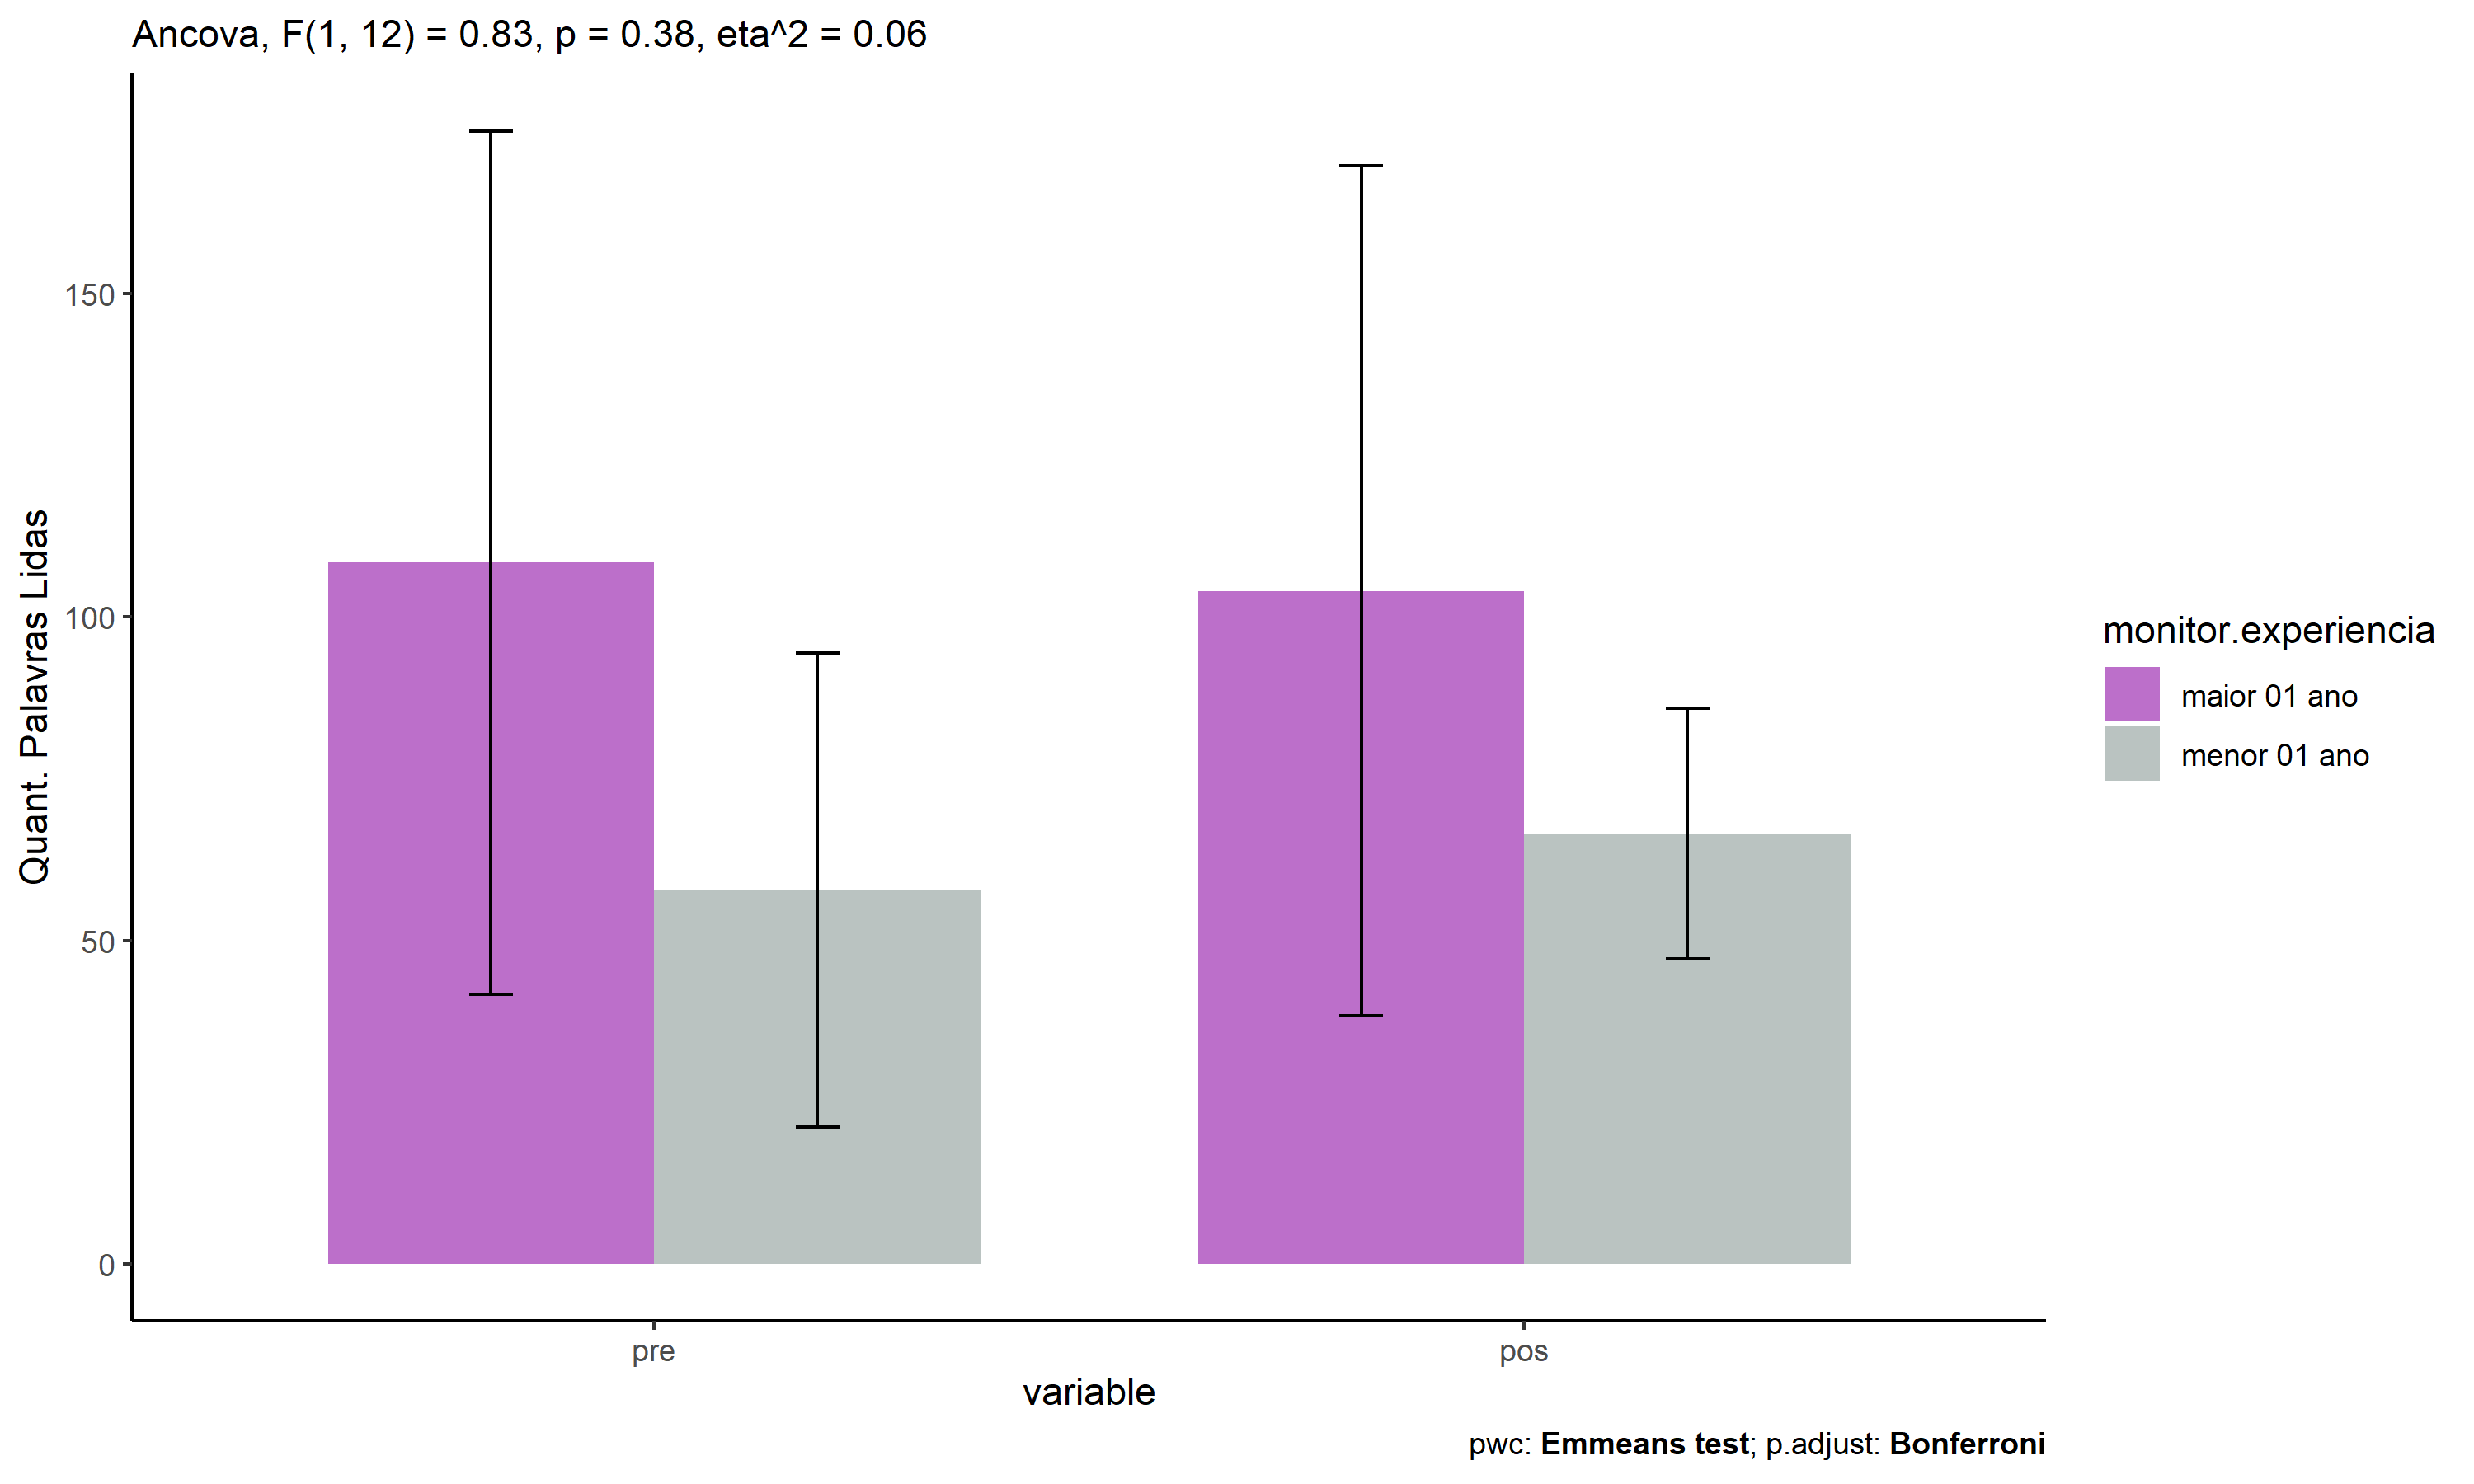 Ancova, F(1, 12) = 0.83, p = 0.38, eta^2 = 0.06
Quant. Palavras Lidas
150
100
50
0
pre
pos
variable
monitor.experiencia
maior 01 ano
menor 01 ano
pwc: Emmeans test; p.adjust: Bonferroni